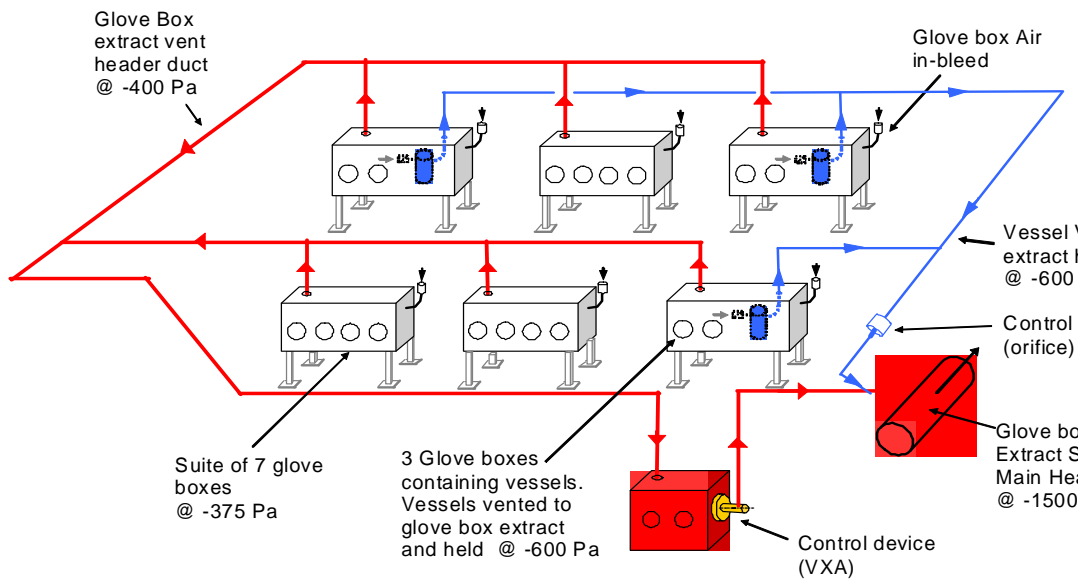 Glove Box
extract vent
header duct
@ -400 Pa
Glove box Air
in-bleed
Vessel V
extract h
@ -600
Control
(orifice)
Glove bo
Extract S
Main Hea
@ -1500
Suite of 7 glove
boxes
@ -375 Pa
3 Glove boxes
containing vessels.
Vessels vented to
glove box extract
and held @ -600 Pa
Control device
(VXA)